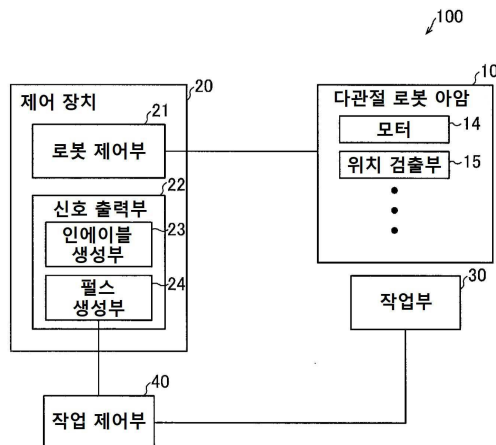 100
20
제어 장치
21
로봇 제어부
22
신호 출력부
23
인에이블
생성부
24
펄스
생성부
10
다관절 로봇 아암
모터
14
위치 검출부
15
30
작업부
40
작업 제어부